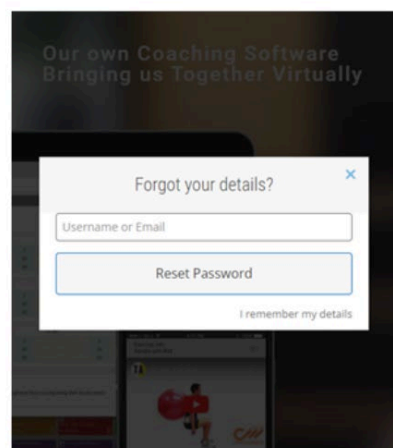 Our own Coaching Software
Bringing us Together Virtually
Forgot your details?
Username or Email
Reset Password
I remember my details